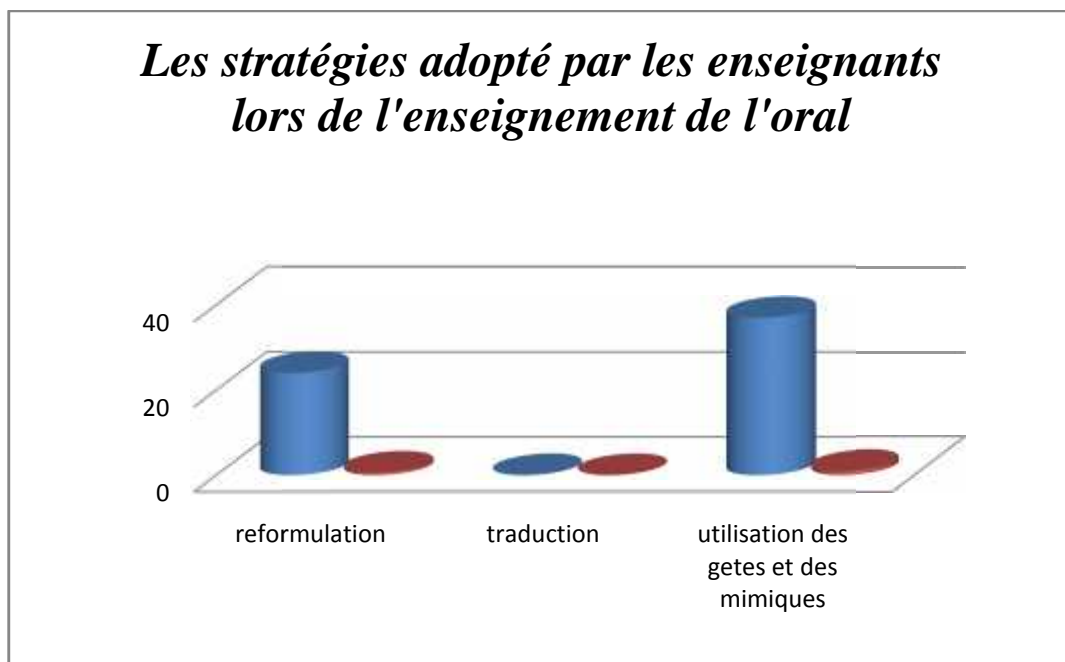 Les stratégies adopté par les enseignants
lors de l'enseignement de l'oral
40
20
0
reformulation
traduction
utilisation des
getes et des
mimiques